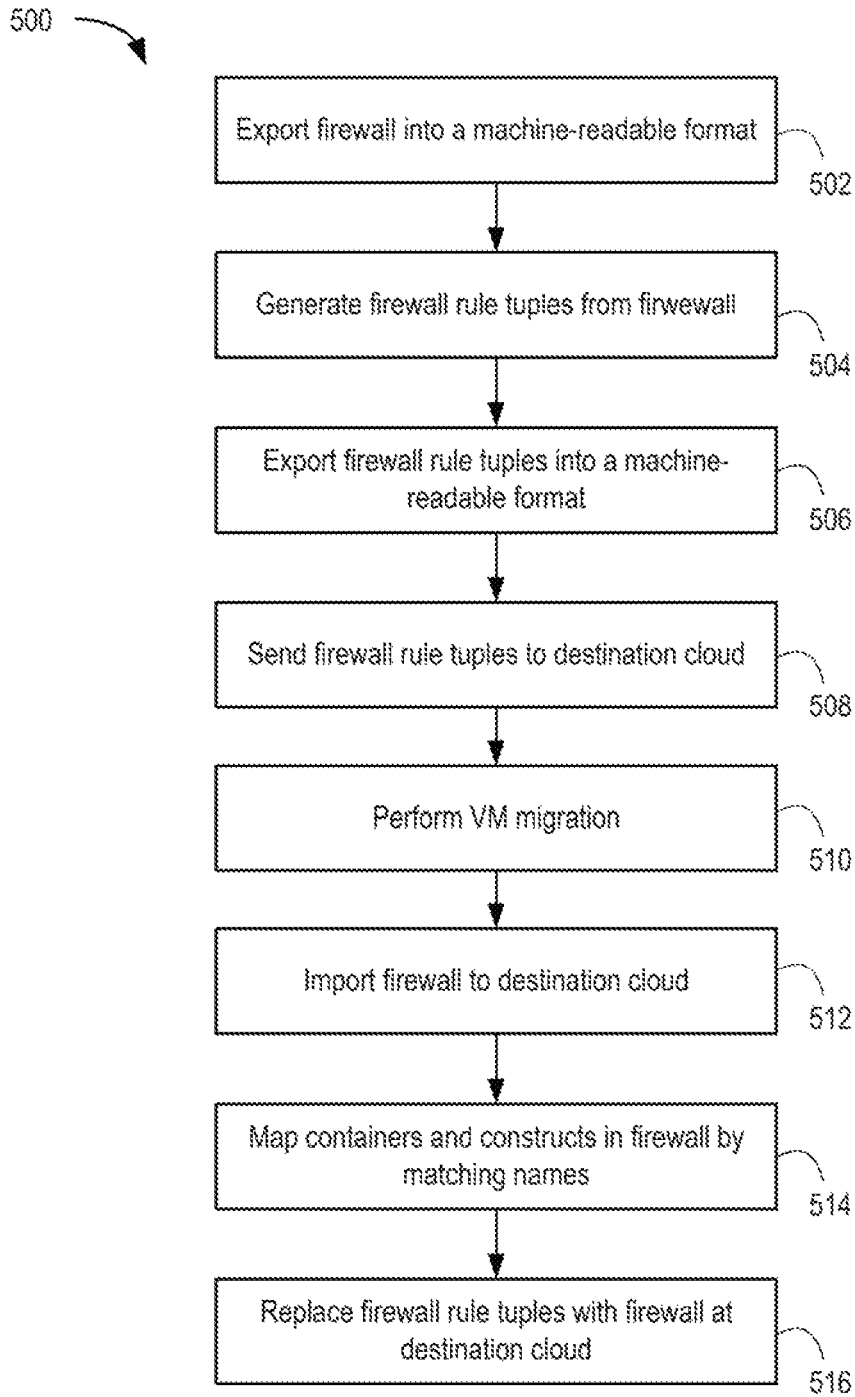 500
Export firewall into a machine-readable format
502
Generate firewall rule tuples from firwewall
504
Export firewall rule tuples into a machine-
readable format
506
Send firewall rule tuples to destination cloud
508
Perform VM migration
510
Import firewall to destination cloud
512
Map containers and constructs in firewall by
matching names
514
Replace firewall rule tuples with firewall at
destination cloud
516